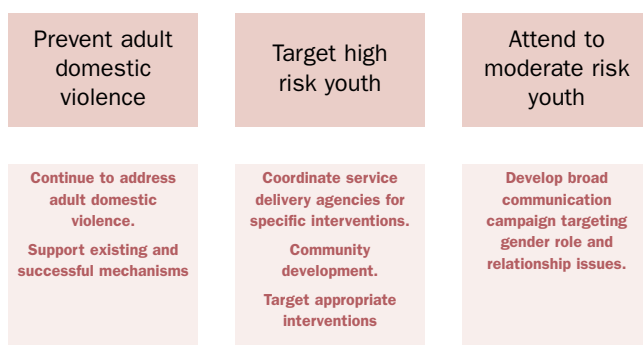 Prevent adult
domestic
violence
Target high
risk youth
Attend to
moderate risk
youth
Continue to address
adult domestic
violence.
Support existing and
successful mechanisms
Coordinate service
delivery agencies for
specific interventions.
Community
development.
Target appropriate
interventions
Develop broad
communication
campaign targeting
gender role and
relationship issues.